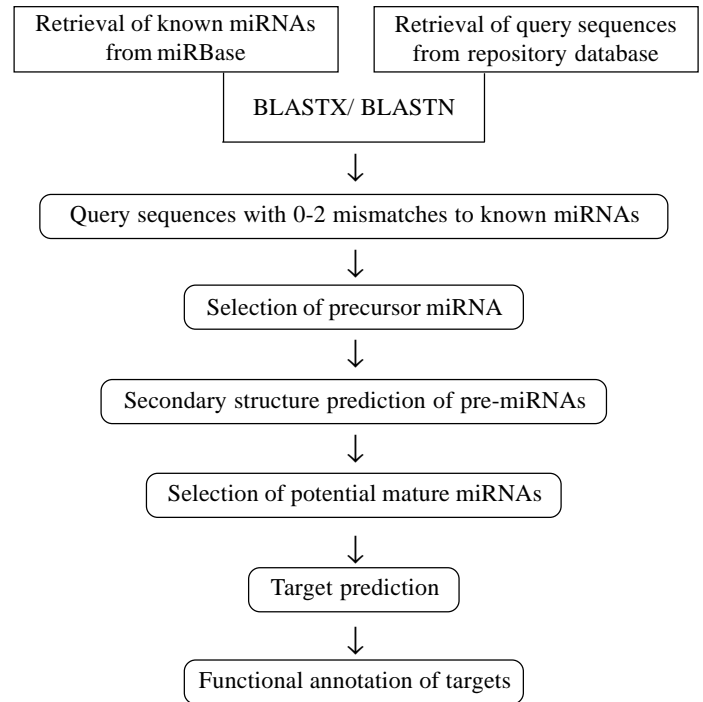 Retrieval of known miRNAs
from miRBase
Retrieval of query sequences
from repository database
BLASTX/ BLASTN
Query sequences with 0-2 mismatches to known miRNAs
Selection of precursor miRNA
Secondary structure prediction of pre-miRNAs
Selection of potential mature miRNAs
Target prediction
Functional annotation of targets